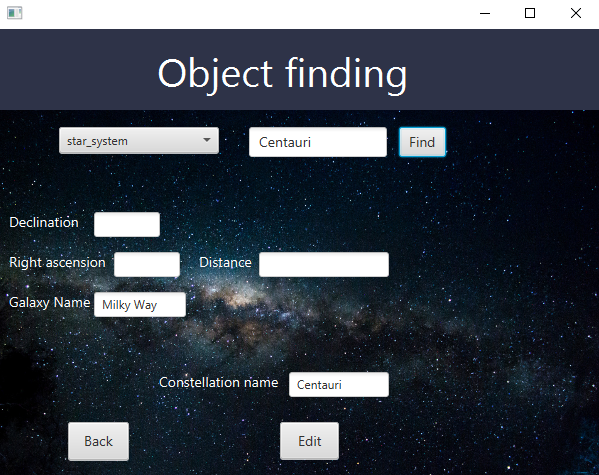 Object finding
star_system Centauri Find
Declination
Right ascension Distance
Galaxy Name Milky Way
Constellation name Centauri
Back Edit